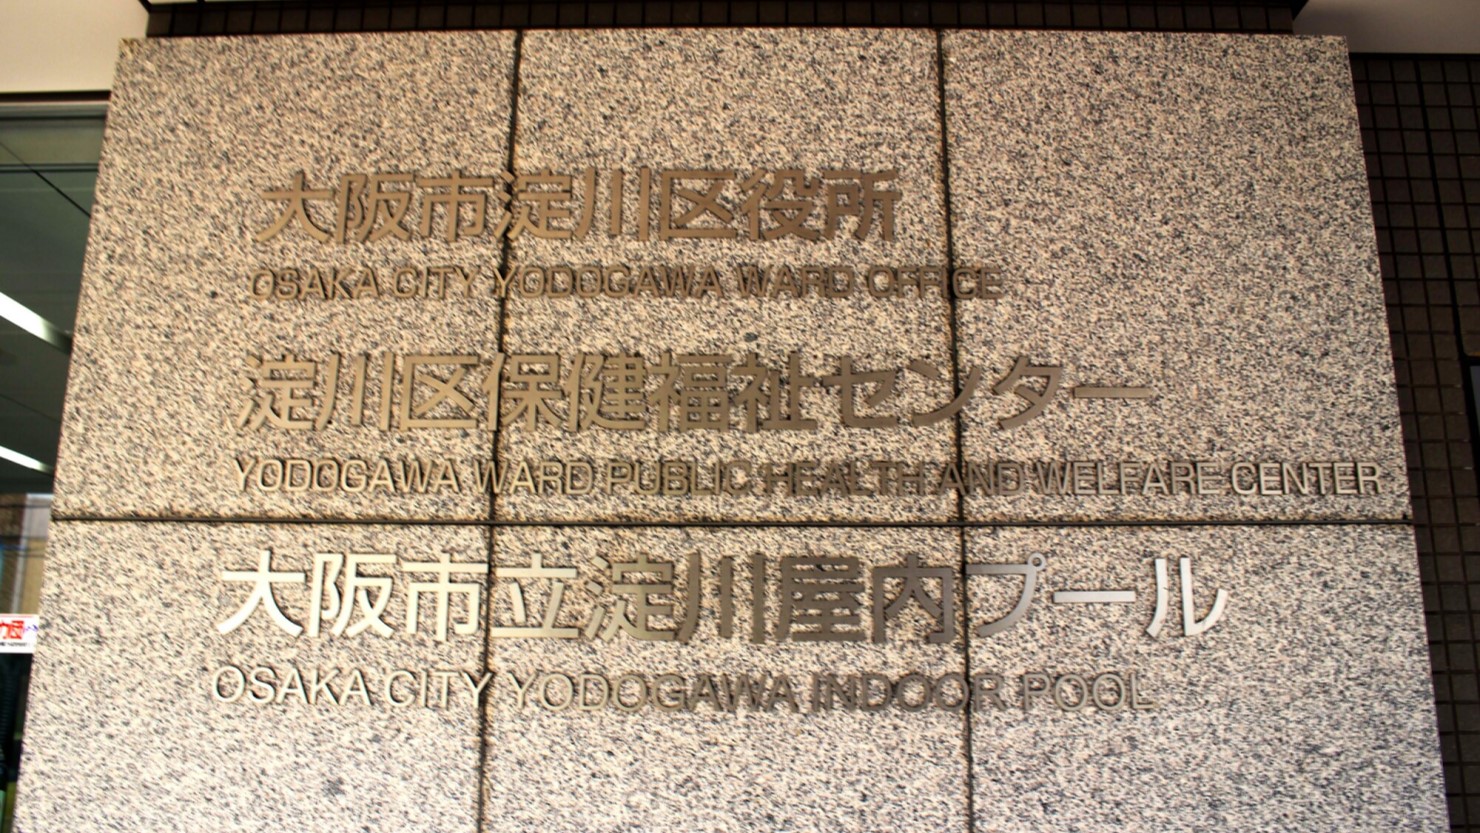 大阪市淀川区役所
OSAKA CITY YODOGAWA WARD OFFICE
淀川区保健福祉センター
YODOGAWA WARD PUBLIC HEALTH AND WELFARE CENTER
大阪市立淀川屋内プール
OSAKA CITY YODOGAWA INDOOR POOL